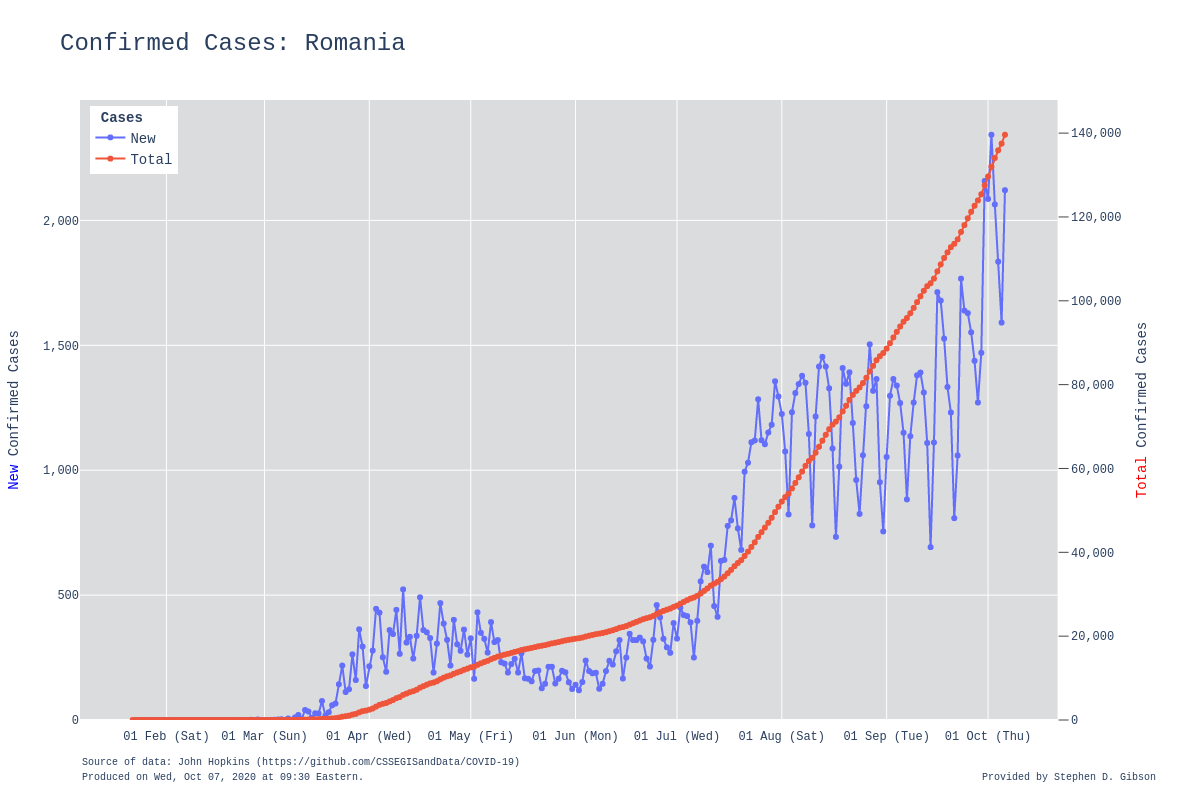 Confirmed Cases: Romania
Cases
New
Total
2,000
1,500
1,000
500
0
New Confirmed Cases
140,000
120,000
100,000
80,000
60,000
40,000
20,000
0
Total Confirmed Cases
01 Feb (Sat) 01 Mar (Sun) 01 Apr (Wed) 01 May (Fri) 01 Jun (Mon) 01 Jul (Wed) 01 Aug (Sat) 01 Sep (Tue) 01 Oct (Thu)
Source of data: John Hopkins (https://github.com/CSSEGISandData/COVID-19)
Produced on Wed, Oct 07, 2020 at 09:30 Eastern.
Provided by Stephen D. Gibson